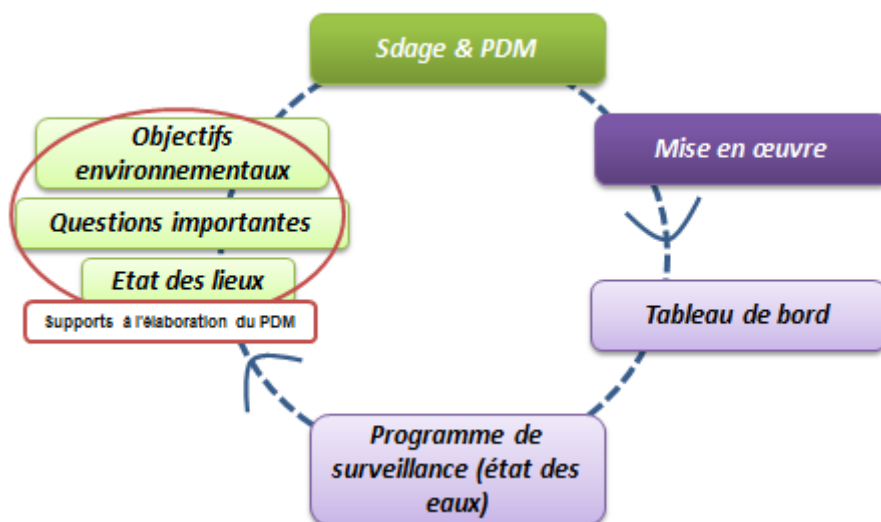 Sdage & PDM
Objectifs
environnementaux
Mise en œuvre
Questions importantes
Etat des lieux
Supports à l'élaboration du PDM
Tableau de bord
Programme de
surveillance (état des
eaux)